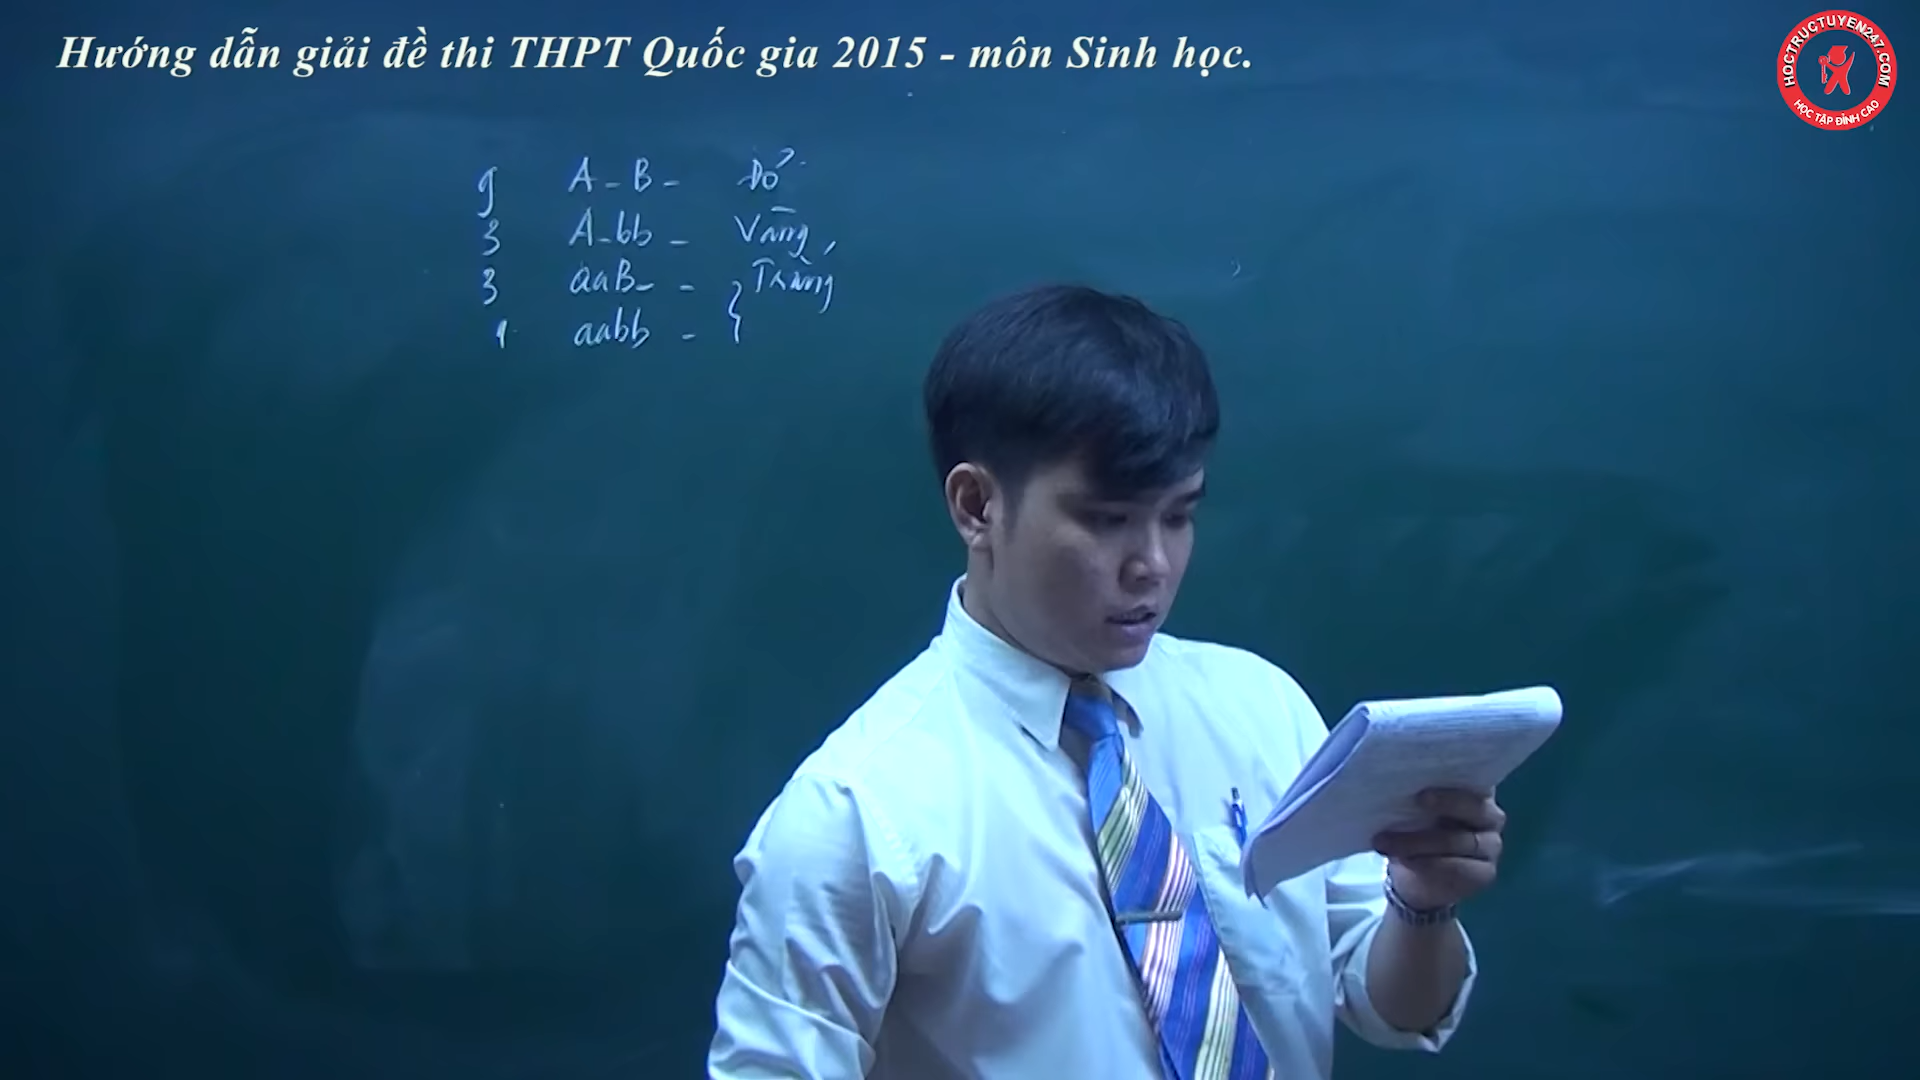 Hướng dẫn giải đề thi THPT Quốc gia 2015 - môn Sinh học.
HOCTRUCTUYEN247.COM
HỌC TẬP ĐỈNH CAO
9 A-B- Đỏ
3 A-bb - Vàng,
3 aaB- - } Trắng
1 aabb -